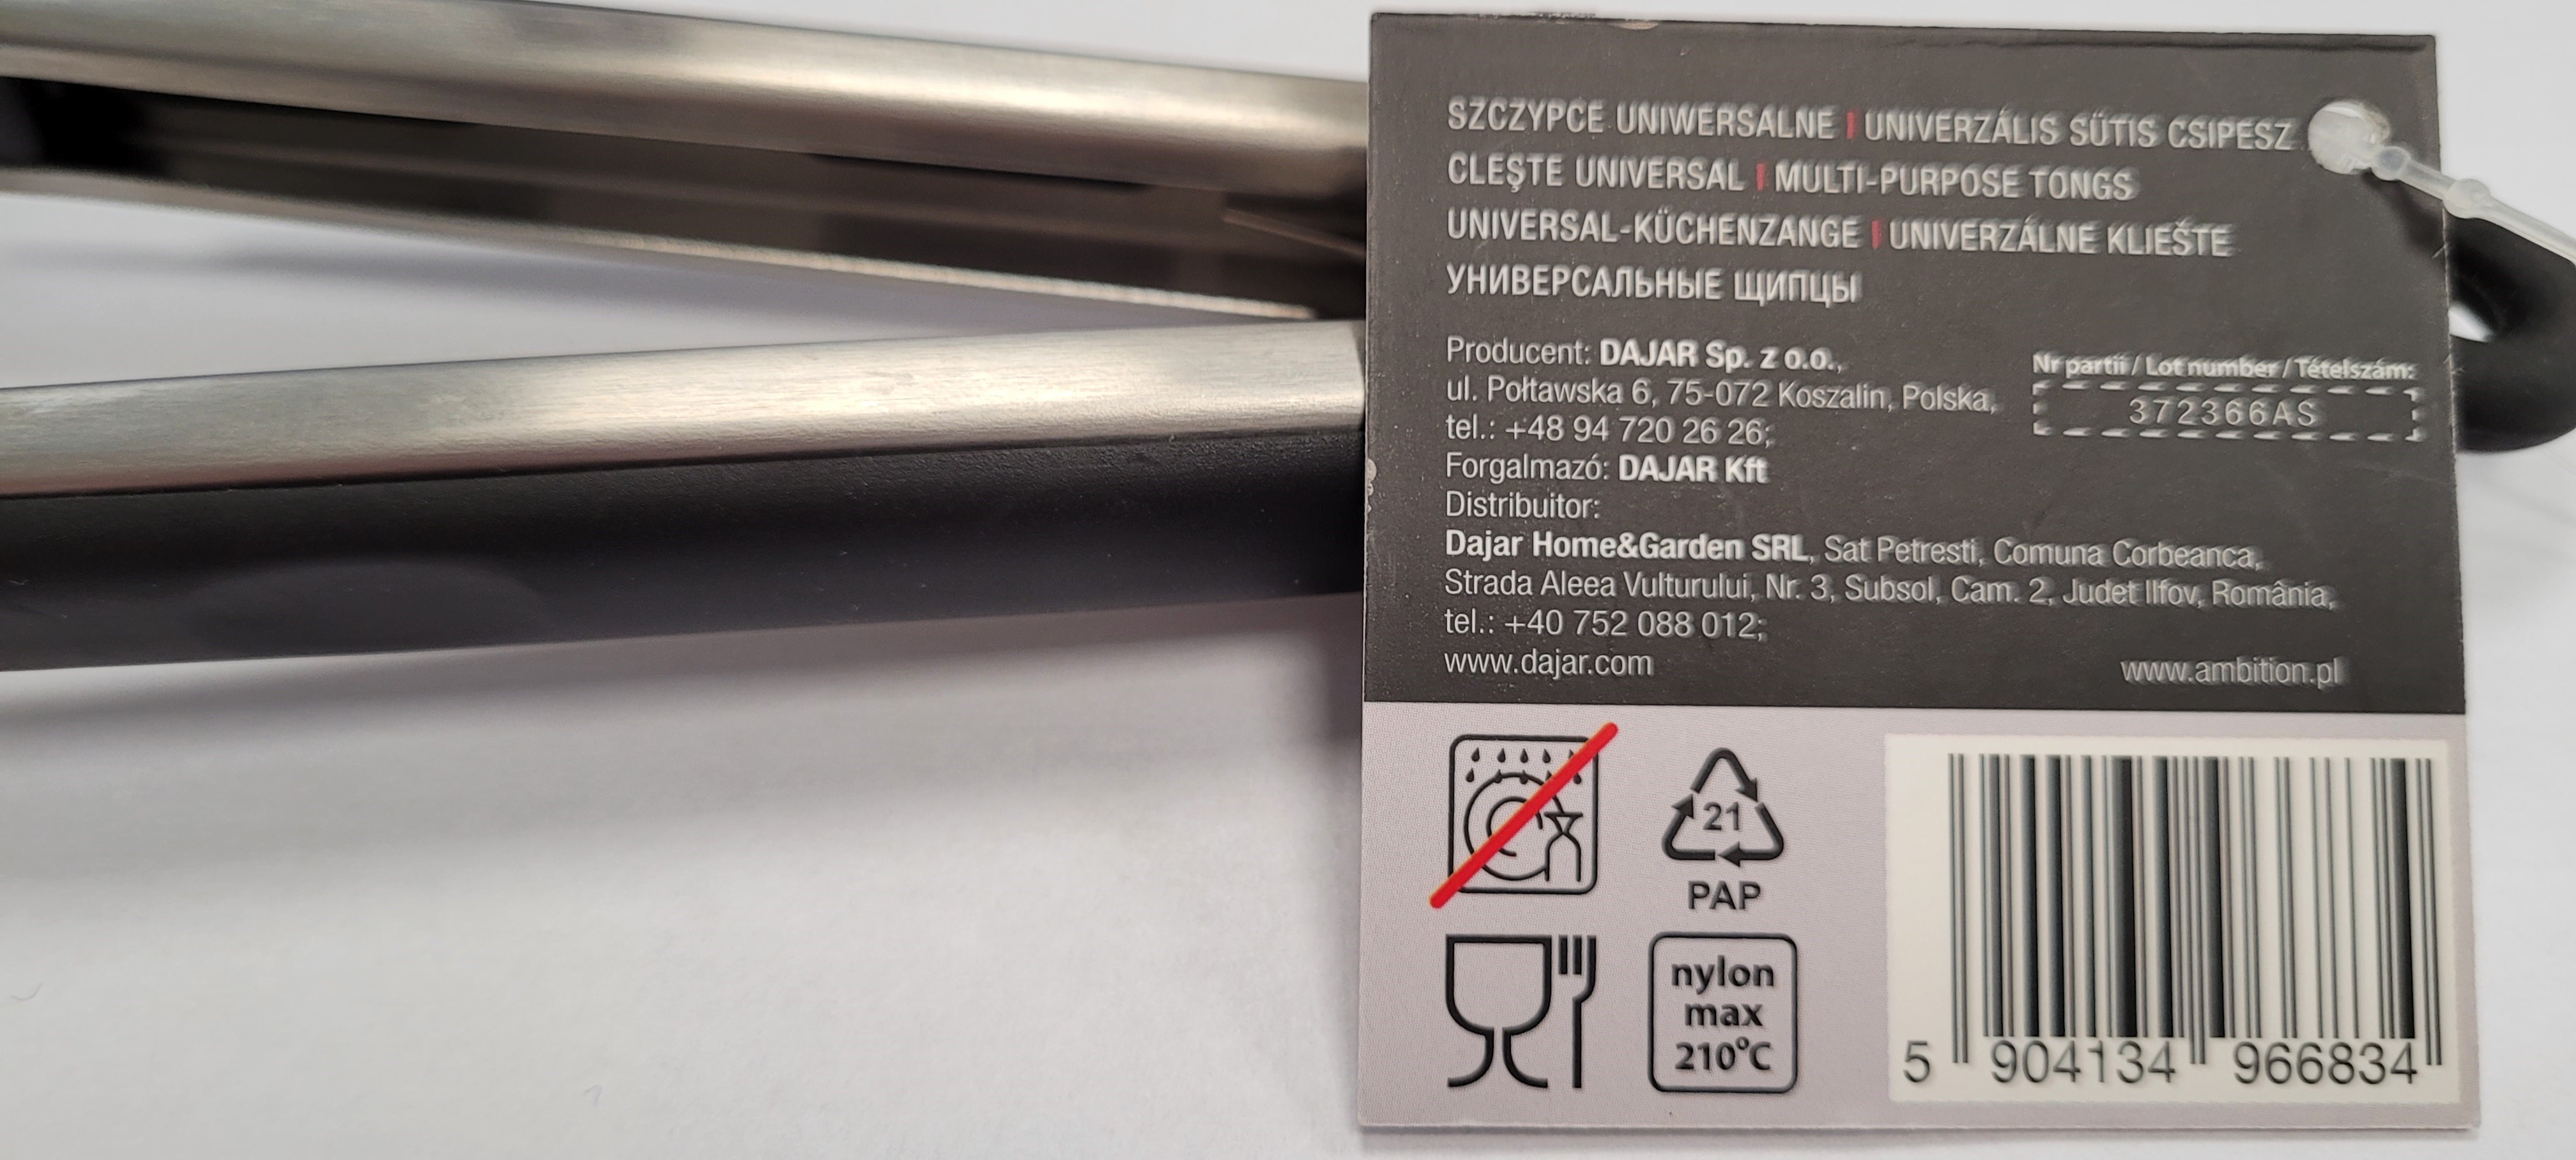 SZCZYPCE UNIWERSALNE | UNIVERZÁLIS SÜTIS CSIPESZ
CLEŞTE UNIVERSAL | MULTI-PURPOSE TONGS
UNIVERSAL-KÜCHENZANGE | UNIVERZÁLNE KLIEŠTE
УНИВЕРСАЛЬНЫЕ ЩИПЦЫ
Producent: DAJAR Sp. z o.o.,
ul. Połtawska 6, 75-072 Koszalin, Polska,
tel.: +48 94 720 26 26;
Nr partii / Lot number / Tételszám:
372366AS
Forgalmazó: DAJAR Kft
Distribuitor:
Dajar Home&Garden SRL, Sat Petresti, Comuna Corbeanca,
Strada Aleea Vulturului, Nr. 3, Subsol, Cam. 2, Judet Ilfov, România,
tel.: +40 752 088 012;
www.dajar.com
www.ambition.pl
21
PAP
nylon
max
210°C
5 904134 966834